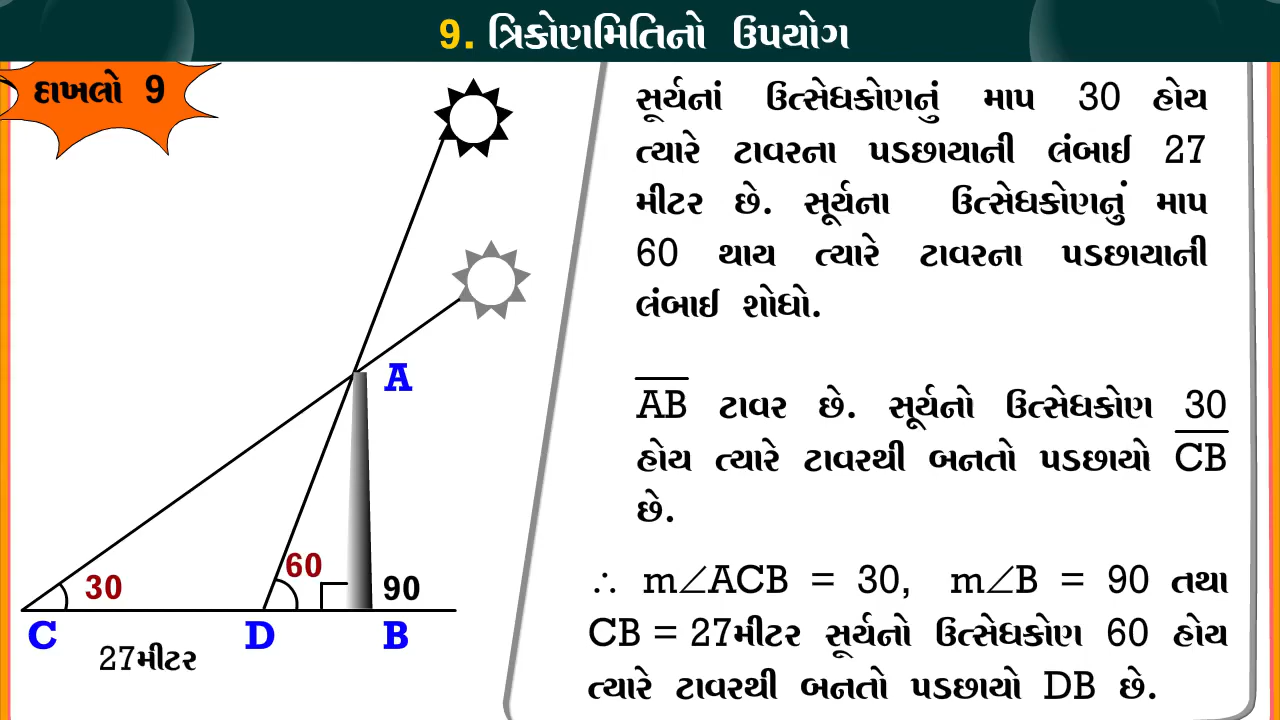 9. ત્રિકોણમિતિનો ઉપયોગ
દાખલો 9
સૂર્યનાં ઉત્સેધકોણનું માપ 30 હોય
ત્યારે ટાવરના પડછાયાની લંબાઈ 27
મીટર છે. સૂર્યના ઉત્સેધકોણનું માપ
60 થાય ત્યારે ટાવરના પડછાયાની
લંબાઈ શોધો.
AB ટાવર છે. સૂર્યનો ઉત્સેધકોણ 30
હોય ત્યારે ટાવરથી બનતો પડછાયો CB
છે.
∴ m∠ACB = 30, m∠B = 90 તથા
CB = 27મીટર સૂર્યનો ઉત્સેધકોણ 60 હોય
ત્યારે ટાવરથી બનતો પડછાયો DB છે.
A
30
60
90
C
D
B
27મીટર